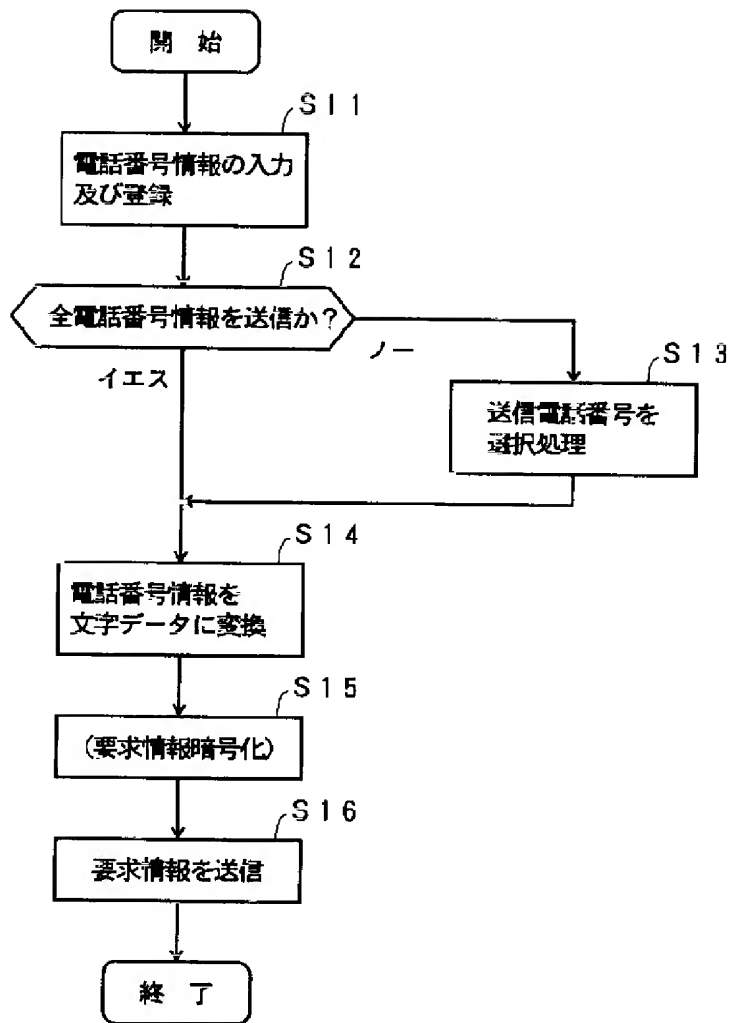 開 始
S11
電話番号情報の入力
及び登録
S12
全電話番号情報を送信か?
ノー
イエス
S13
送信電話番号を
選択処理
S14
電話番号情報を
文字データに変換
S15
(要求情報暗号化)
S16
要求情報を送信
終 了